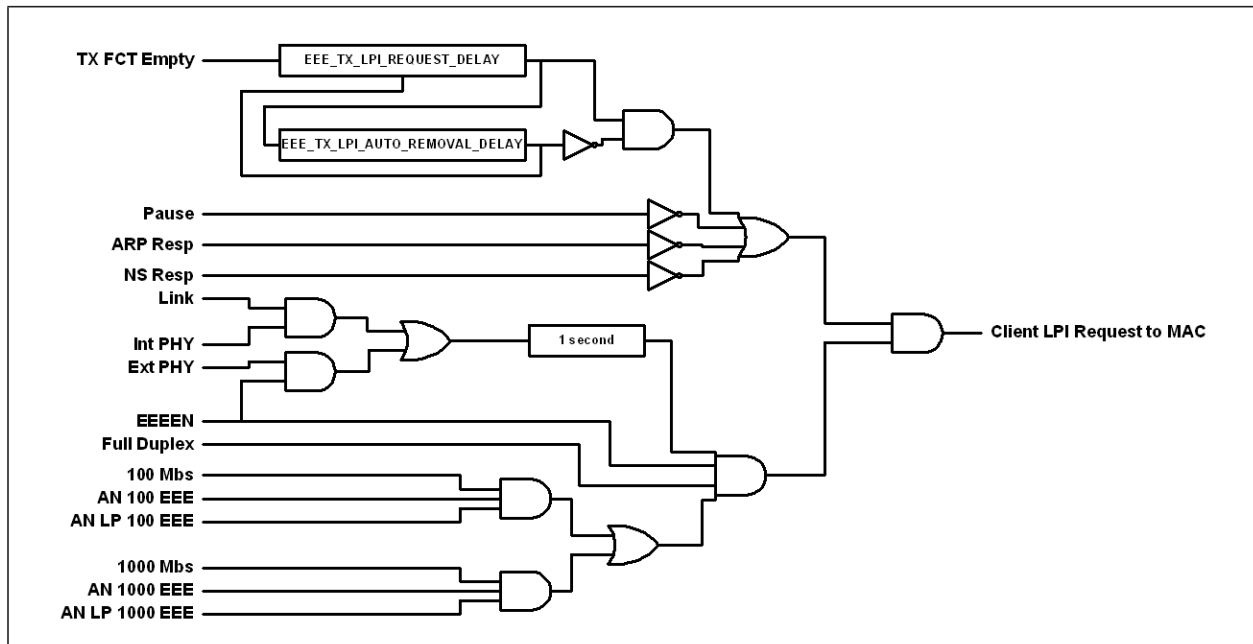 TX FCT Empty
EEE_TX_LPI_REQUEST_DELAY
EEE_TX_LPI_AUTO_REMOVAL_DELAY
Pause
ARP Resp
NS Resp
Link
Int PHY
Ext PHY
1 second
Client LPI Request to MAC
EEEEN
Full Duplex
100 Mbs
AN 100 EEE
AN LP 100 EEE
1000 Mbs
AN 1000 EEE
AN LP 1000 EEE